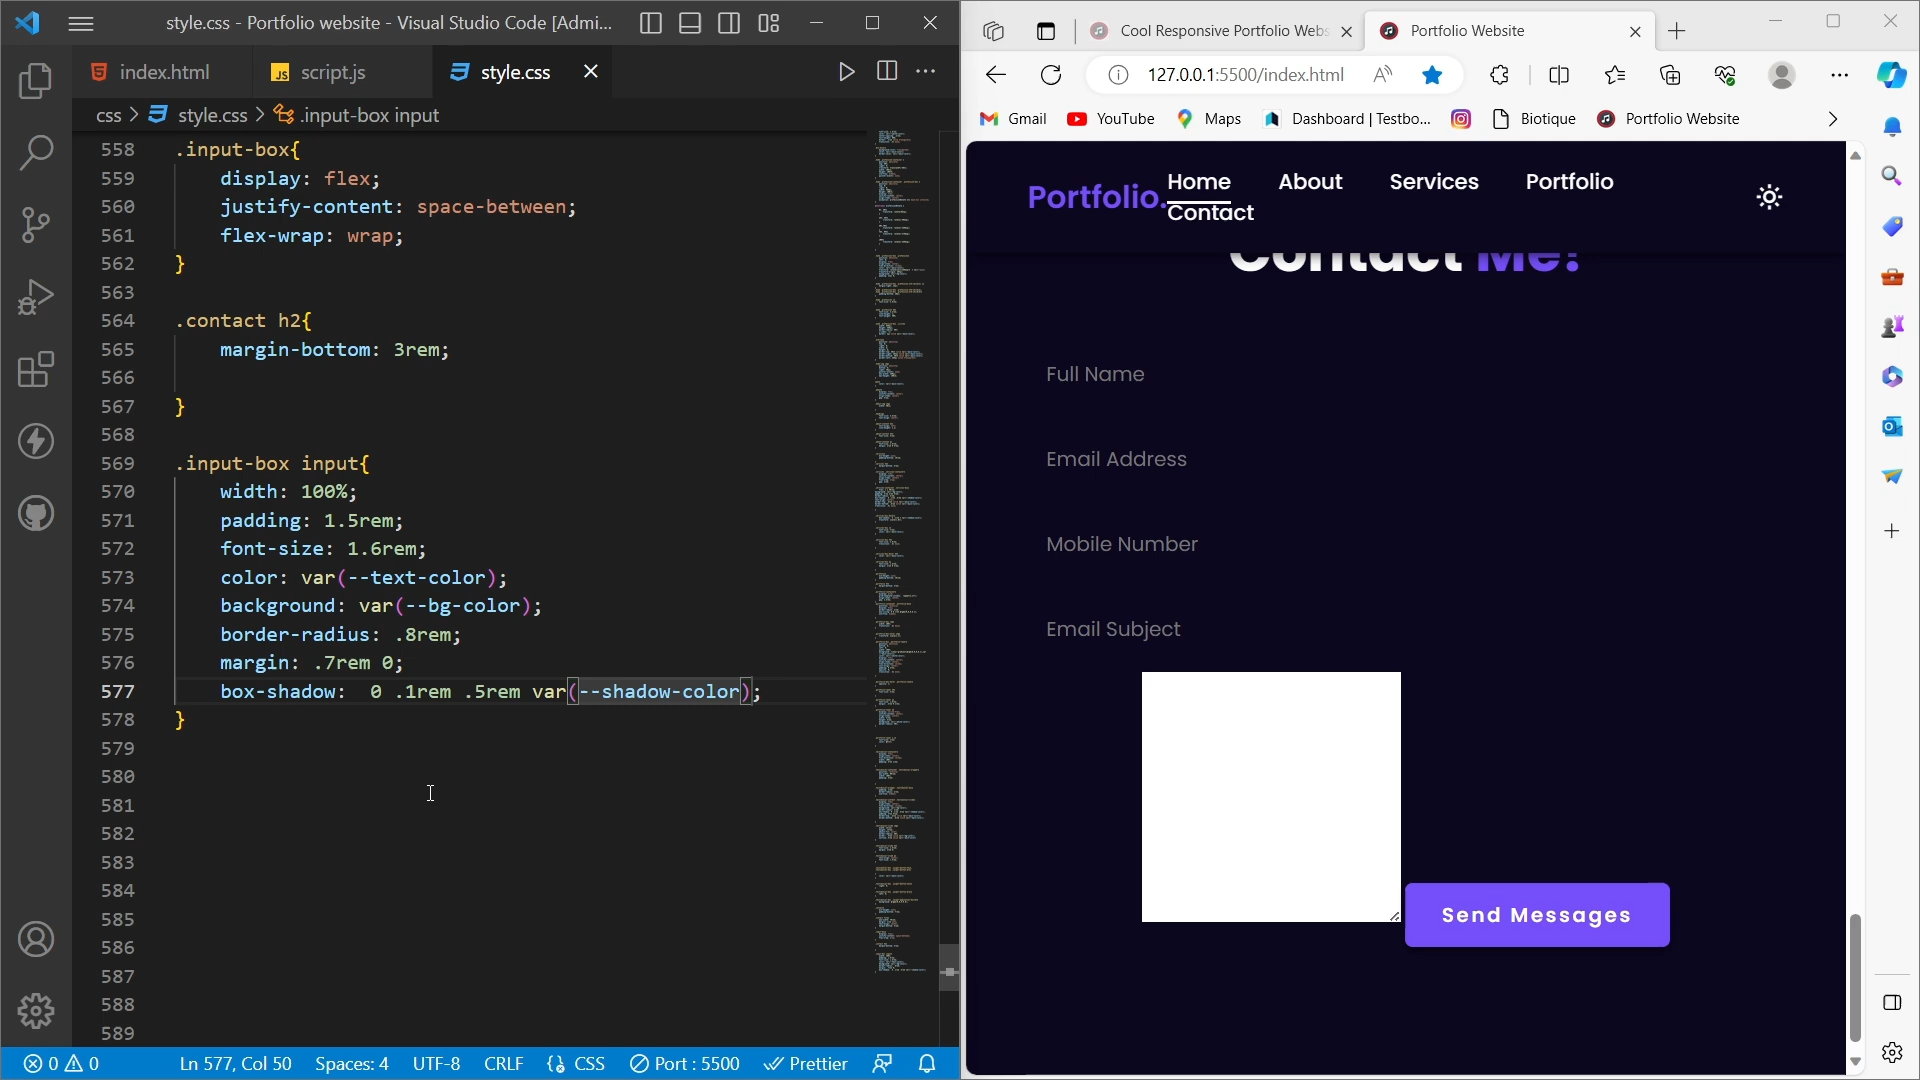 style.css - Portfolio website - Visual Studio Code [Admi...
index.html
JS script.js
style.css
css > style.css > .input-box input
558 .input-box{
559 display: flex;
560 justify-content: space-between;
561 flex-wrap: wrap;
562 }
563
564 .contact h2{
565 margin-bottom: 3rem;
566
567 }
568
569 .input-box input{
570 width: 100%;
571 padding: 1.5rem;
572 font-size: 1.6rem;
573 color: var(--text-color);
574 background: var(--bg-color);
575 border-radius: .8rem;
576 margin: .7rem 0;
577 box-shadow:  0 .1rem .5rem var(--shadow-color);
578 }
579
580
581
582
583
584
585
586
587
588
589
0 0 Ln 577, Col 50 Spaces: 4 UTF-8 CRLF {} CSS Port : 5500 Prettier
Cool Responsive Portfolio Webs
Portfolio Website
127.0.0.1:5500/index.html
Gmail YouTube Maps Dashboard | Testbo... Biotique Portfolio Website
Portfolio.
Home About Services Portfolio
Contact
Contact Me!
Full Name
Email Address
Mobile Number
Email Subject
Send Messages